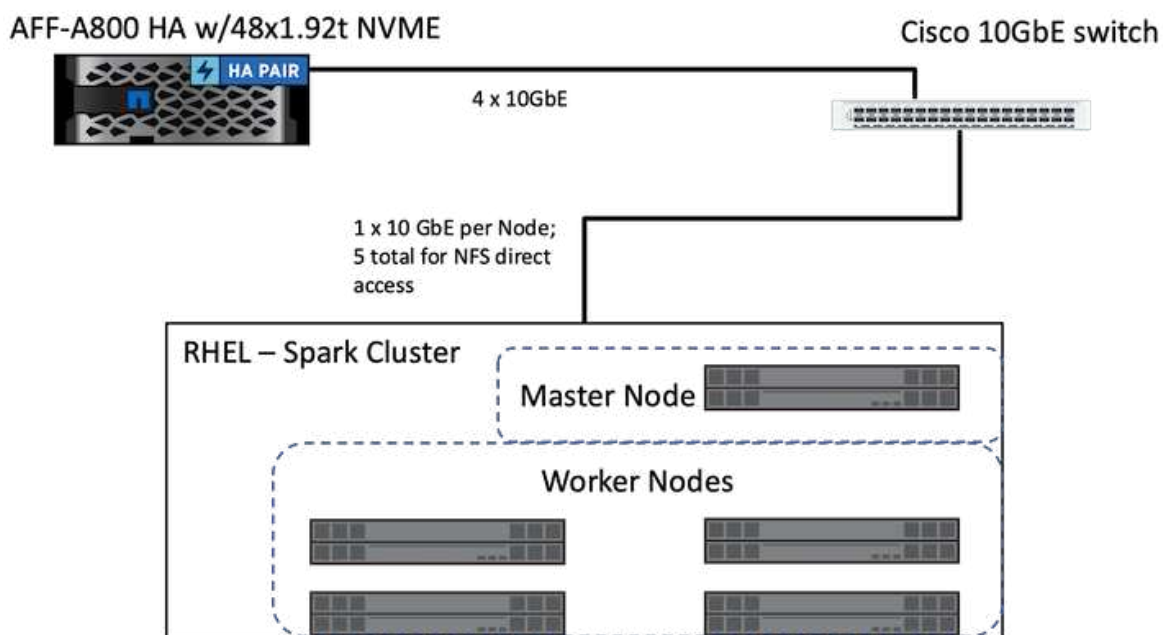 AFF-A800 HA w/48x1.92t NVME
Cisco 10GbE switch
HA PAIR
4 x 10GbE
1 x 10 GbE per Node;
5 total for NFS direct
access
RHEL – Spark Cluster
Master Node
Worker Nodes